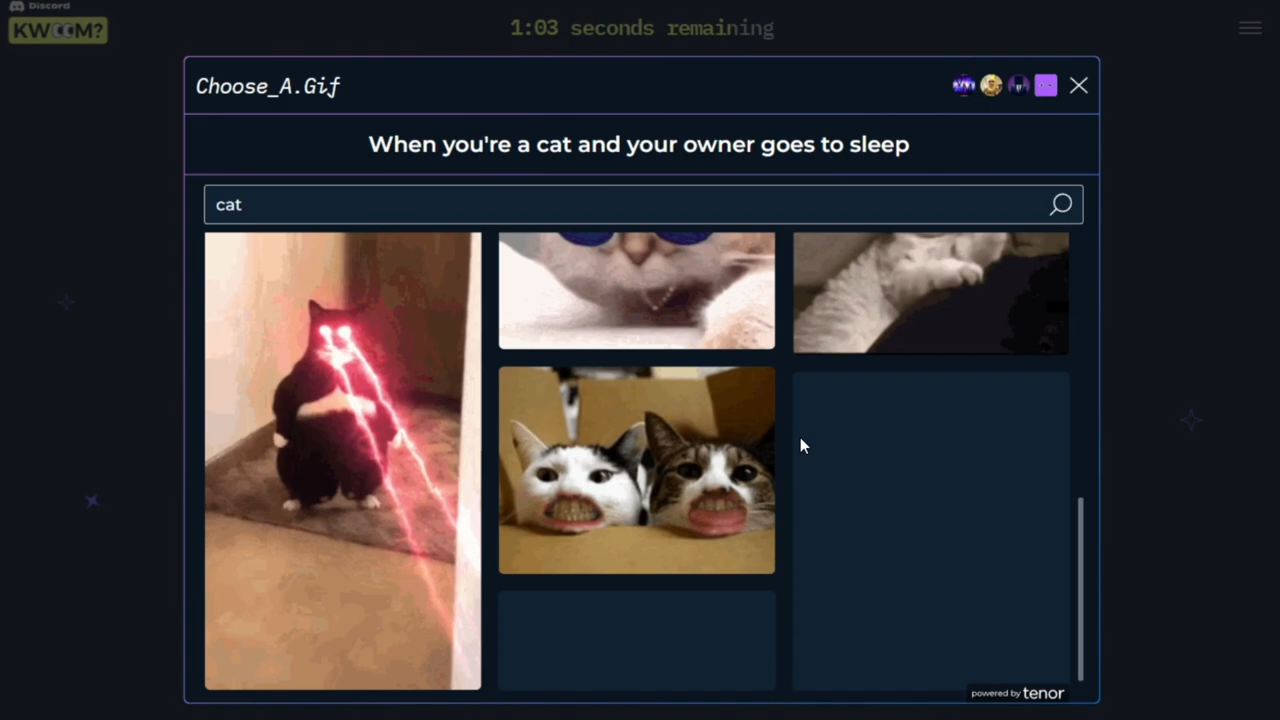 Discord
KWOOM?
1:03 seconds remaining
Choose_A.Gif
When you're a cat and your owner goes to sleep
cat
powered by tenor